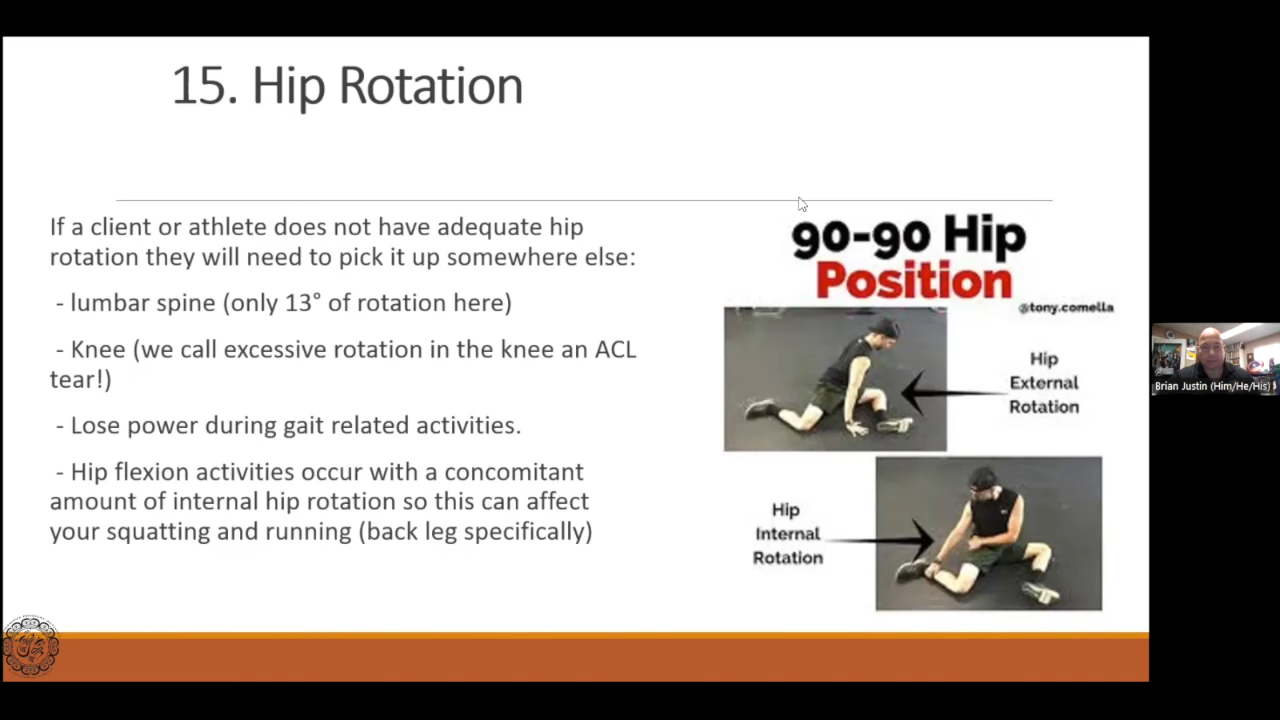 15. Hip Rotation
If a client or athlete does not have adequate hip
rotation they will need to pick it up somewhere else:
- lumbar spine (only 13° of rotation here)
- Knee (we call excessive rotation in the knee an ACL
tear!)
- Lose power during gait related activities.
- Hip flexion activities occur with a concomitant
amount of internal hip rotation so this can affect
your squatting and running (back leg specifically)
90-90 Hip
Position
@tony.comella
Hip
External
Rotation
Hip
Internal
Rotation
Brian Justin (Him/He/His)